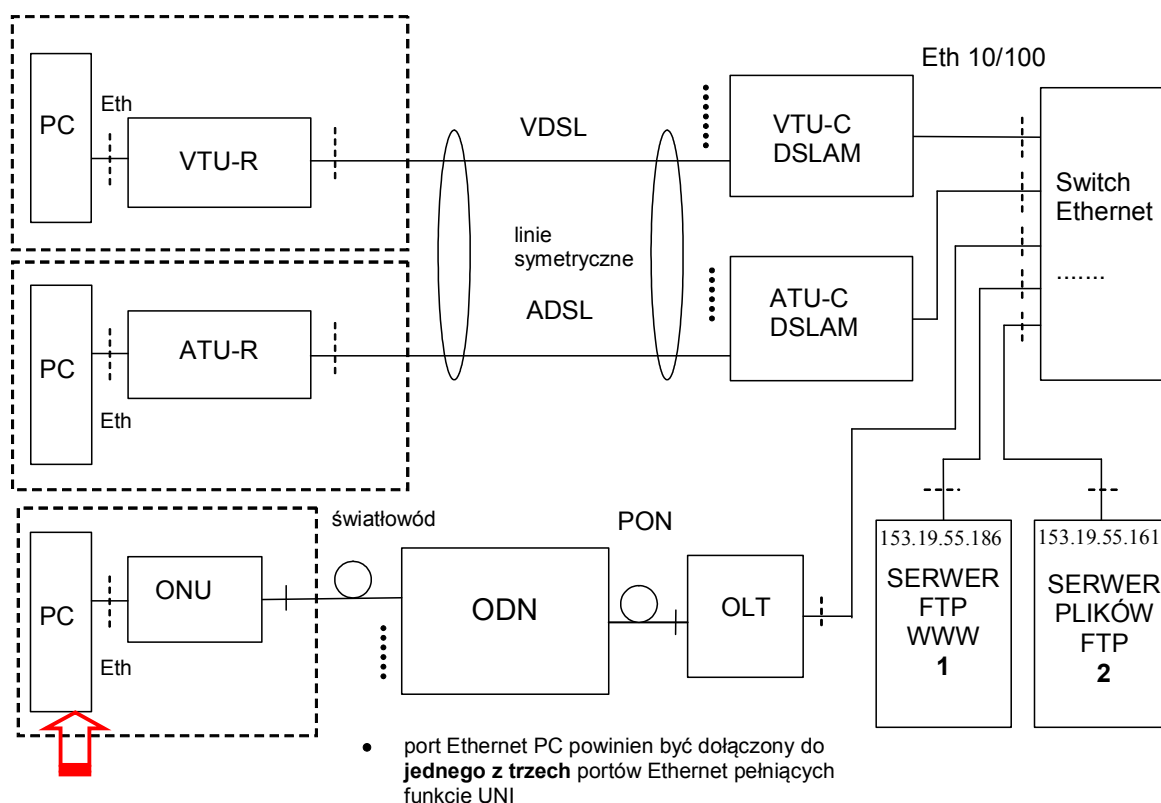 Eth 10/100
PC
Eth
VTU-R
VDSL
VTU-C
DSLAM
Switch
Ethernet
.......
linie
symetryczne
ADSL
PC
ATU-R
Eth
ATU-C
DSLAM
światłowód
PON
PC
ONU
Eth
ODN
OLT
153.19.55.186
SERWER
FTP
WWW
1
153.19.55.161
SERWER
PLIKÓW
FTP
2
• port Ethernet PC powinien być dołączony do
jednego z trzech portów Ethernet pełniących
funkcje UNI